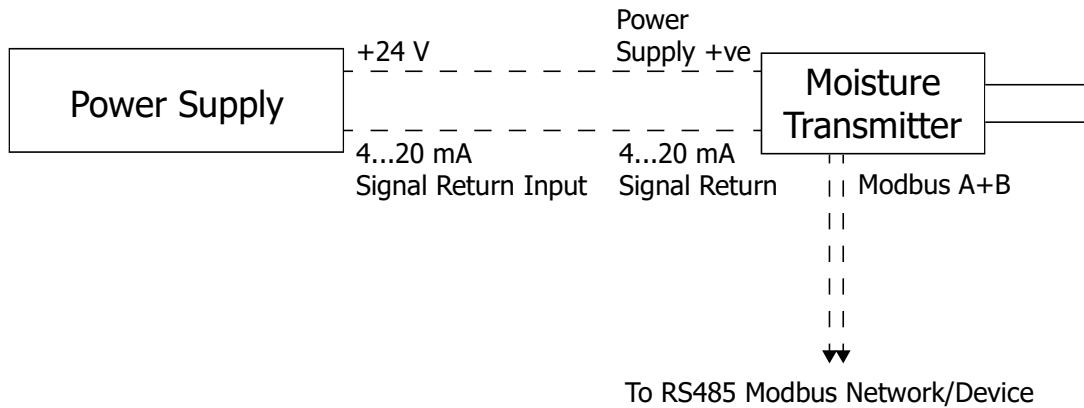 Power Supply
+24 V
4...20 mA
Signal Return Input
Power
Supply +ve
4...20 mA
Signal Return
Moisture
Transmitter
Modbus A+B
To RS485 Modbus Network/Device